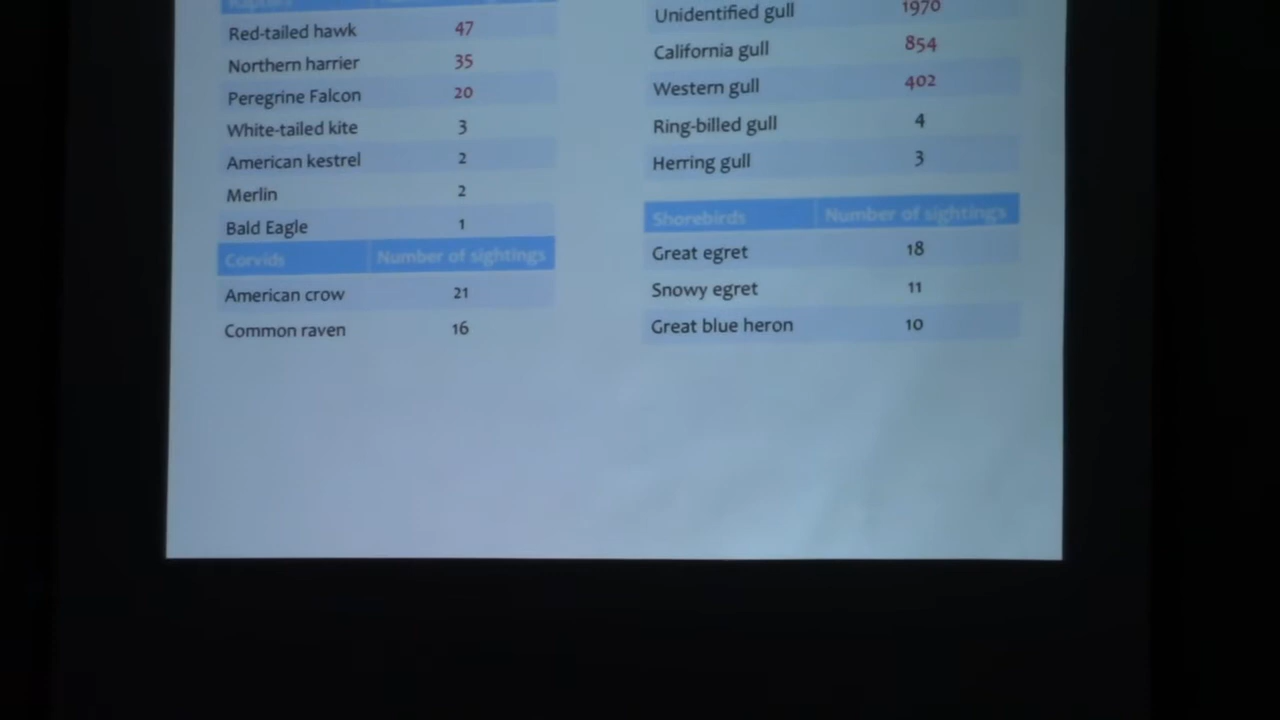 Raptors
Red-tailed hawk 47
Northern harrier 35
Peregrine Falcon 20
White-tailed kite 3
American kestrel 2
Merlin 2
Bald Eagle 1
Corvids Number of sightings
American crow 21
Common raven 16
Unidentified gull 1970
California gull 854
Western gull 402
Ring-billed gull 4
Herring gull 3
Shorebirds Number of sightings
Great egret 18
Snowy egret 11
Great blue heron 10